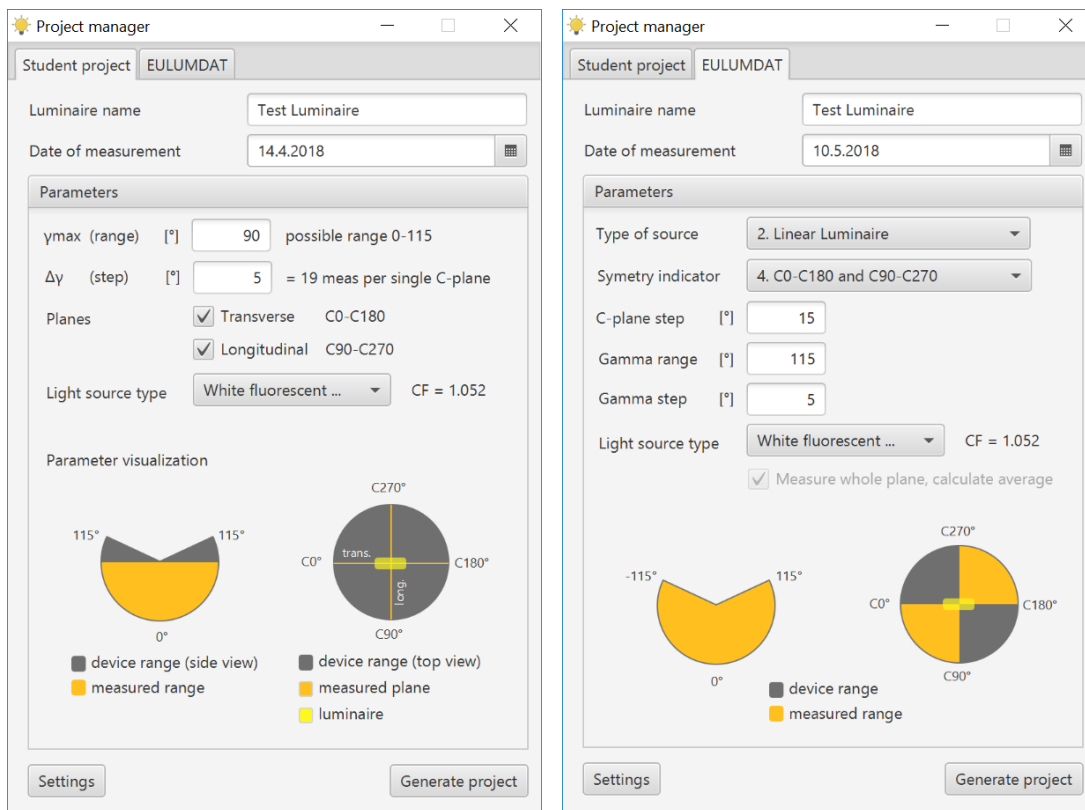 Project manager
Student project EULUMDAT
Luminaire name Test Luminaire
Date of measurement 14.4.2018
Parameters
γmax (range) [°] 90 possible range 0-115
Δγ (step) [°] 5 = 19 meas per single C-plane
Planes Transverse C0-C180
Longitudinal C90-C270
Light source type White fluorescent ... CF = 1.052
Parameter visualization
C270°
115° 115°
trans.
C0° C180°
long.
C90°
0°
device range (side view) device range (top view)
measured range measured plane
luminaire
Settings Generate project
Project manager
Student project EULUMDAT
Luminaire name Test Luminaire
Date of measurement 10.5.2018
Parameters
Type of source 2. Linear Luminaire
Symetry indicator 4. C0-C180 and C90-C270
C-plane step [°] 15
Gamma range [°] 115
Gamma step [°] 5
Light source type White fluorescent ... CF = 1.052
Measure whole plane, calculate average
C270°
-115° 115°
C0° C180°
C90°
0°
device range
measured range
Settings Generate project